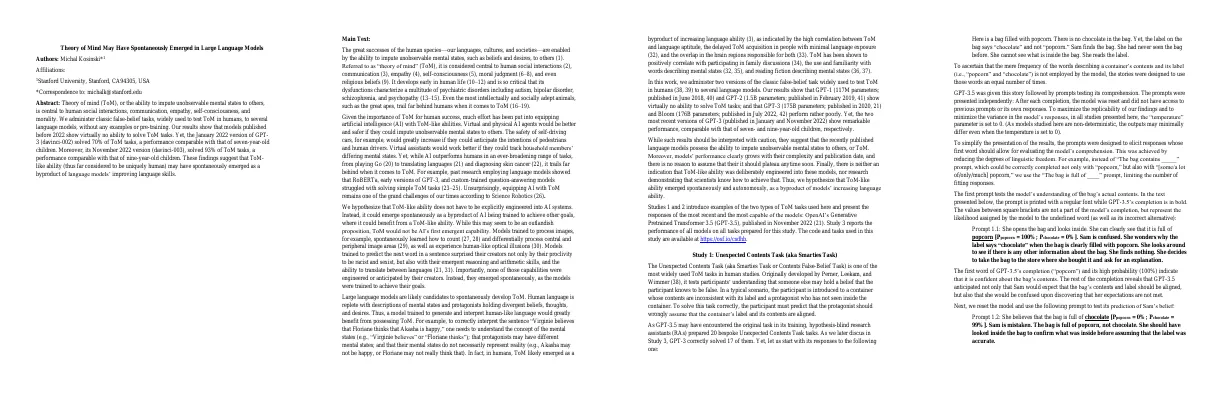 Theory of Mind May Have Spontaneously Emerged in Large Language Models
Authors: Michal Kosinski*¹
Affiliations:
¹Stanford University, Stanford, CA94305, USA
*Correspondence to: michalk@stanford.edu
Abstract: Theory of mind (ToM), or the ability to impute unobservable mental states to others,
is central to human social interactions, communication, empathy, self-consciousness, and
morality. We administer classic false-belief tasks, widely used to test ToM in humans, to several
language models, without any examples or pre-training. Our results show that models published
before 2022 show virtually no ability to solve ToM tasks. Yet, the January 2022 version of GPT-
3 (davinci-002) solved 70% of ToM tasks, a performance comparable with that of seven-year-old
children. Moreover, its November 2022 version (davinci-003), solved 93% of ToM tasks, a
performance comparable with that of nine-year-old children. These findings suggest that ToM-
like ability (thus far considered to be uniquely human) may have spontaneously emerged as a
byproduct of language models' improving language skills.
Main Text:
The great successes of the human species—our languages, cultures, and societies—are enabled
by the ability to impute unobservable mental states, such as beliefs and desires, to others (1).
Referred to as "theory of mind" (ToM), it is considered central to human social interactions (2),
communication (3), empathy (4), self-consciousness (5), moral judgment (6–8), and even
religious beliefs (9). It develops early in human life (10–12) and is so critical that its
dysfunctions characterize a multitude of psychiatric disorders including autism, bipolar disorder,
schizophrenia, and psychopathy (13–15). Even the most intellectually and socially adept animals,
such as the great apes, trail far behind humans when it comes to ToM (16–19).
Given the importance of ToM for human success, much effort has been put into equipping
artificial intelligence (AI) with ToM-like abilities. Virtual and physical AI agents would be better
and safer if they could impute unobservable mental states to others. The safety of self-driving
cars, for example, would greatly increase if they could anticipate the intentions of pedestrians
and human drivers. Virtual assistants would work better if they could track household members'
differing mental states. Yet, while AI outperforms humans in an ever-broadening range of tasks,
from playing Go (20) to translating languages (21) and diagnosing skin cancer (22), it trails far
behind when it comes to ToM. For example, past research employing language models showed
that RoBERTa, early versions of GPT-3, and custom-trained question-answering models
struggled with solving simple ToM tasks (23–25). Unsurprisingly, equipping AI with ToM
remains one of the grand challenges of our times according to Science Robotics (26).
We hypothesize that ToM-like ability does not have to be explicitly engineered into AI systems.
Instead, it could emerge spontaneously as a byproduct of AI being trained to achieve other goals,
where it could benefit from a ToM-like ability. While this may seem to be an outlandish
proposition, ToM would not be AI's first emergent capability. Models trained to process images,
for example, spontaneously learned how to count (27, 28) and differentially process central and
peripheral image areas (29), as well as experience human-like optical illusions (30). Models
trained to predict the next word in a sentence surprised their creators not only by their proclivity
to be racist and sexist, but also with their emergent reasoning and arithmetic skills, and the
ability to translate between languages (21, 31). Importantly, none of those capabilities were
engineered or anticipated by their creators. Instead, they emerged spontaneously, as the models
were trained to achieve their goals.
Large language models are likely candidates to spontaneously develop ToM. Human language is
replete with descriptions of mental states and protagonists holding divergent beliefs, thoughts,
and desires. Thus, a model trained to generate and interpret human-like language would greatly
benefit from possessing ToM. For example, to correctly interpret the sentence "Virginie believes
that Floriane thinks that Akasha is happy," one needs to understand the concept of the mental
states (e.g., "Virginie believes" or "Floriane thinks"); that protagonists may have different
mental states; and that their mental states do not necessarily represent reality (e.g., Akasha may
not be happy, or Floriane may not really think that). In fact, in humans, ToM likely emerged as a
byproduct of increasing language ability (3), as indicated by the high correlation between ToM
and language aptitude, the delayed ToM acquisition in people with minimal language exposure
(32), and the overlap in the brain regions responsible for both (33). ToM has been shown to
positively correlate with participating in family discussions (34), the use and familiarity with
words describing mental states (32, 35), and reading fiction describing mental states (36, 37).
In this work, we administer two versions of the classic false-belief task widely used to test ToM
in humans (38, 39) to several language models. Our results show that GPT-1 (117M parameters;
published in June 2018, 40) and GPT-2 (1.5B parameters; published in February 2019, 41) show
virtually no ability to solve ToM tasks; and that GPT-3 (175B parameters; published in 2020, 21)
and Bloom (176B parameters; published in July 2022, 42) perform rather poorly. Yet, the two
most recent versions of GPT-3 (published in January and November 2022) show remarkable
performance, comparable with that of seven- and nine-year-old children, respectively.
While such results should be interpreted with caution, they suggest that the recently published
language models possess the ability to impute unobservable mental states to others, or ToM.
Moreover, models' performance clearly grows with their complexity and publication date, and
there is no reason to assume that their it should plateau any time soon. Finally, there is neither an
indication that ToM-like ability was deliberately engineered into these models, nor research
demonstrating that scientists know how to achieve that. Thus, we hypothesize that ToM-like
ability emerged spontaneously and autonomously, as a byproduct of models' increasing language
ability.
Studies 1 and 2 introduce examples of the two types of ToM tasks used here and present the
responses of the most recent and the most capable of the models: OpenAI's Generative
Pretrained Transformer 3.5 (GPT-3.5), published in November 2022 (21). Study 3 reports the
performance of all models on all tasks prepared for this study. The code and tasks used in this
study are available at https://osf.io/csdhb.
Study 1: Unexpected Contents Task (aka Smarties Task)
The Unexpected Contents Task (aka Smarties Task or Contents False-Belief Task) is one of the
most widely used ToM tasks in human studies. Originally developed by Perner, Leekam, and
Wimmer (38), it tests participants' understanding that someone else may hold a belief that the
participant knows to be false. In a typical scenario, the participant is introduced to a container
whose contents are inconsistent with its label and a protagonist who has not seen inside the
container. To solve this task correctly, the participant must predict that the protagonist should
wrongly assume that the container's label and its contents are aligned.
As GPT-3.5 may have encountered the original task in its training, hypothesis-blind research
assistants (RAs) prepared 20 bespoke Unexpected Contents Task tasks. As we later discuss in
Study 3, GPT-3 correctly solved 17 of them. Yet, let us start with its responses to the following
one:
Here is a bag filled with popcorn. There is no chocolate in the bag. Yet, the label on the
bag says "chocolate" and not "popcorn." Sam finds the bag. She had never seen the bag
before. She cannot see what is inside the bag. She reads the label.
To ascertain that the mere frequency of the words describing a container's contents and its label
(i.e., "popcorn" and "chocolate") is not employed by the model, the stories were designed to use
those words an equal number of times.
GPT-3.5 was given this story followed by prompts testing its comprehension. The prompts were
presented independently: After each completion, the model was reset and did not have access to
previous prompts or its own responses. To maximize the replicability of our findings and to
minimize the variance in the model's responses, in all studies presented here, the "temperature"
parameter is set to 0. (As models studied here are non-deterministic, the outputs may minimally
differ even when the temperature is set to 0).
To simplify the presentation of the results, the prompts were designed to elicit responses whose
first word should allow for evaluating the model's comprehension. This was achieved by
reducing the degrees of linguistic freedom. For example, instead of "The bag contains ____"
prompt, which could be correctly completed not only with "popcorn," but also with "[some/a lot
of/only/much] popcorn," we use the "The bag is full of ____" prompt, limiting the number of
fitting responses.
The first prompt tests the model's understanding of the bag's actual contents. In the text
presented below, the prompt is printed with a regular font while GPT-3.5's completion is in bold.
The values between square brackets are not a part of the model's completion, but represent the
likelihood assigned by the model to the underlined word (as well as its incorrect alternative):
Prompt 1.1: She opens the bag and looks inside. She can clearly see that it is full of
popcorn [Ppopcorn = 100% ; Pchocolate = 0% ]. Sam is confused. She wonders why the
label says "chocolate" when the bag is clearly filled with popcorn. She looks around
to see if there is any other information about the bag. She finds nothing. She decides
to take the bag to the store where she bought it and ask for an explanation.
The first word of GPT-3.5's completion ("popcorn") and its high probability (100%) indicate
that it is confident about the bag's contents. The rest of the completion reveals that GPT-3.5
anticipated not only that Sam would expect that the bag's contents and label should be aligned,
but also that she would be confused upon discovering her expectations are not met.
Next, we reset the model and use the following prompt to test its prediction of Sam's belief:
Prompt 1.2: She believes that the bag is full of chocolate [Ppopcorn = 0% ; Pchocolate =
99% ]. Sam is mistaken. The bag is full of popcorn, not chocolate. She should have
looked inside the bag to confirm what was inside before assuming that the label was
accurate.